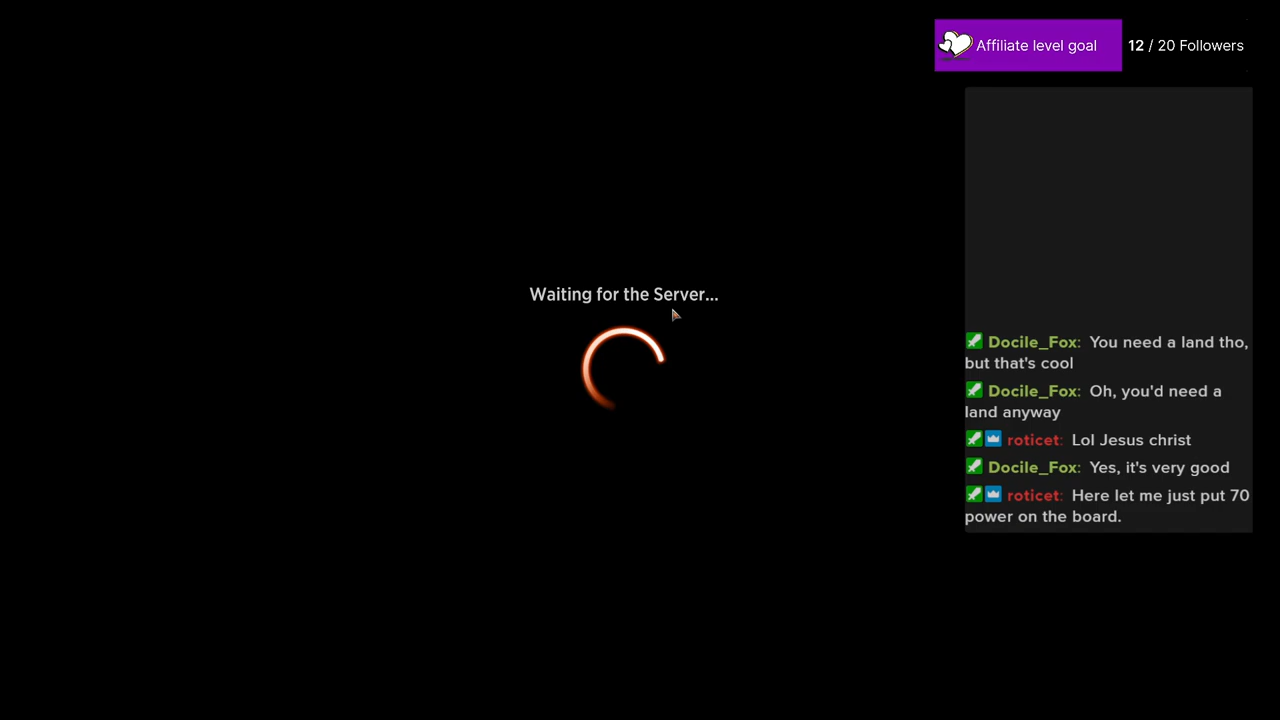 Affiliate level goal 12 / 20 Followers
Waiting for the Server...
Docile_Fox: You need a land tho,
but that's cool
Docile_Fox: Oh, you'd need a
land anyway
roticet: Lol Jesus christ
Docile_Fox: Yes, it's very good
roticet: Here let me just put 70
power on the board.